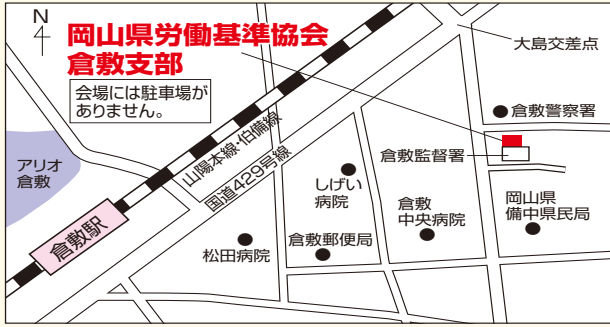 N
岡山県労働基準協会
倉敷支部
会場には駐車場が
ありません。
大島交差点
倉敷警察署
山陽本線・伯備線
国道429号線
倉敷監督署
アリオ
倉敷
しげい
病院
倉敷
中央病院
岡山県
備中県民局
倉敷駅
松田病院
倉敷郵便局